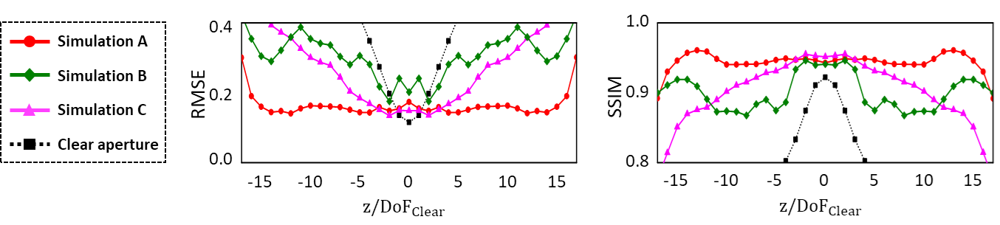 Simulation A
Simulation B
Simulation C
Clear aperture
RMSE
0.4
0.2
0.0
-15 -10 -5 0 5 10 15
z/DoF_Clear
SSIM
1.0
0.9
0.8
-15 -10 -5 0 5 10 15
z/DoF_Clear